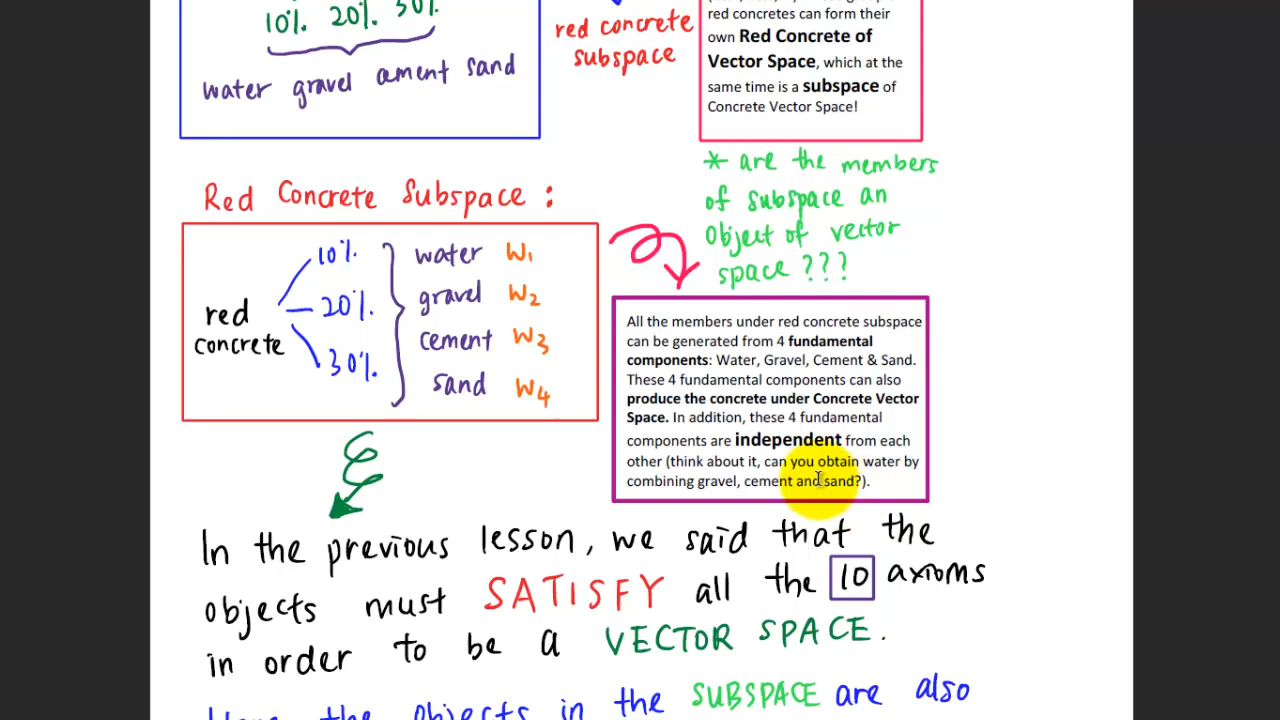 10% 20% 30%
water gravel cement sand
red concrete
subspace
red concretes can form their
own Red Concrete of
Vector Space, which at the
same time is a subspace of
Concrete Vector Space!
* are the members
of subspace an
Object of vector
space ???
Red Concrete Subspace :
red
concrete
10%
20%
30%
water W1
gravel W2
cement W3
sand W4
All the members under red concrete subspace
can be generated from 4 fundamental
components: Water, Gravel, Cement & Sand.
These 4 fundamental components can also
produce the concrete under Concrete Vector
Space. In addition, these 4 fundamental
components are independent from each
other (think about it, can you obtain water by
combining gravel, cement and sand?).
In the previous lesson, we said that the
objects must SATISFY all the 10 axioms
in order to be a VECTOR SPACE.
the objects in the SUBSPACE are also